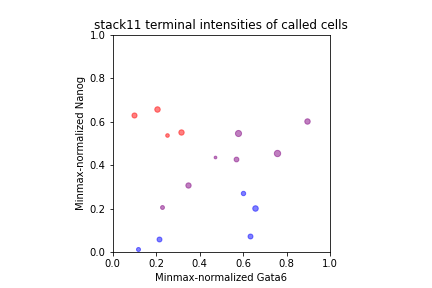 stack11 terminal intensities of called cells
1.0
0.8
0.6
0.4
0.2
0.0
Minmax-normalized Nanog
0.0 0.2 0.4 0.6 0.8 1.0
Minmax-normalized Gata6